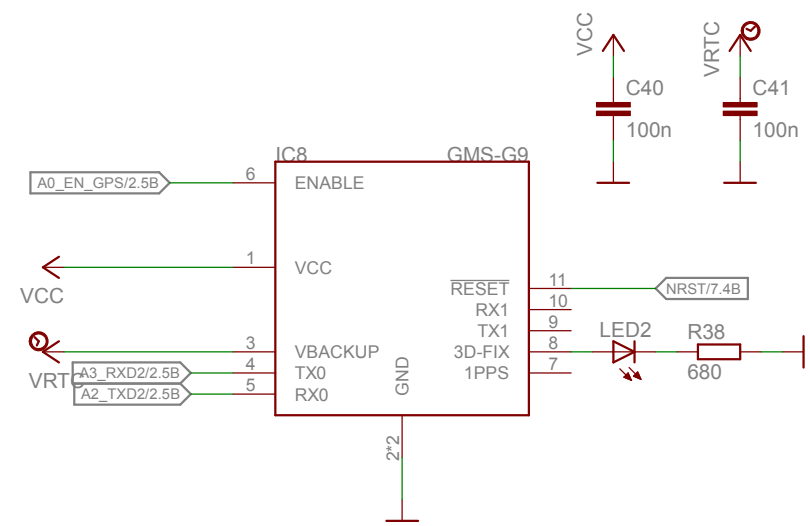 VCC
C40
100n
VRTC
C41
100n
IC8
GMS-G9
A0_EN_GPS/2.5B
6
ENABLE
1
VCC
VCC
RESET
11
NRST/7.4B
RX1
10
TX1
9
3D-FIX
8
LED2
R38
680
1PPS
7
3
VBACKUP
VRTC
A3_RXD2/2.5B
4
TX0
A2_TXD2/2.5B
5
RX0
GND
2*2